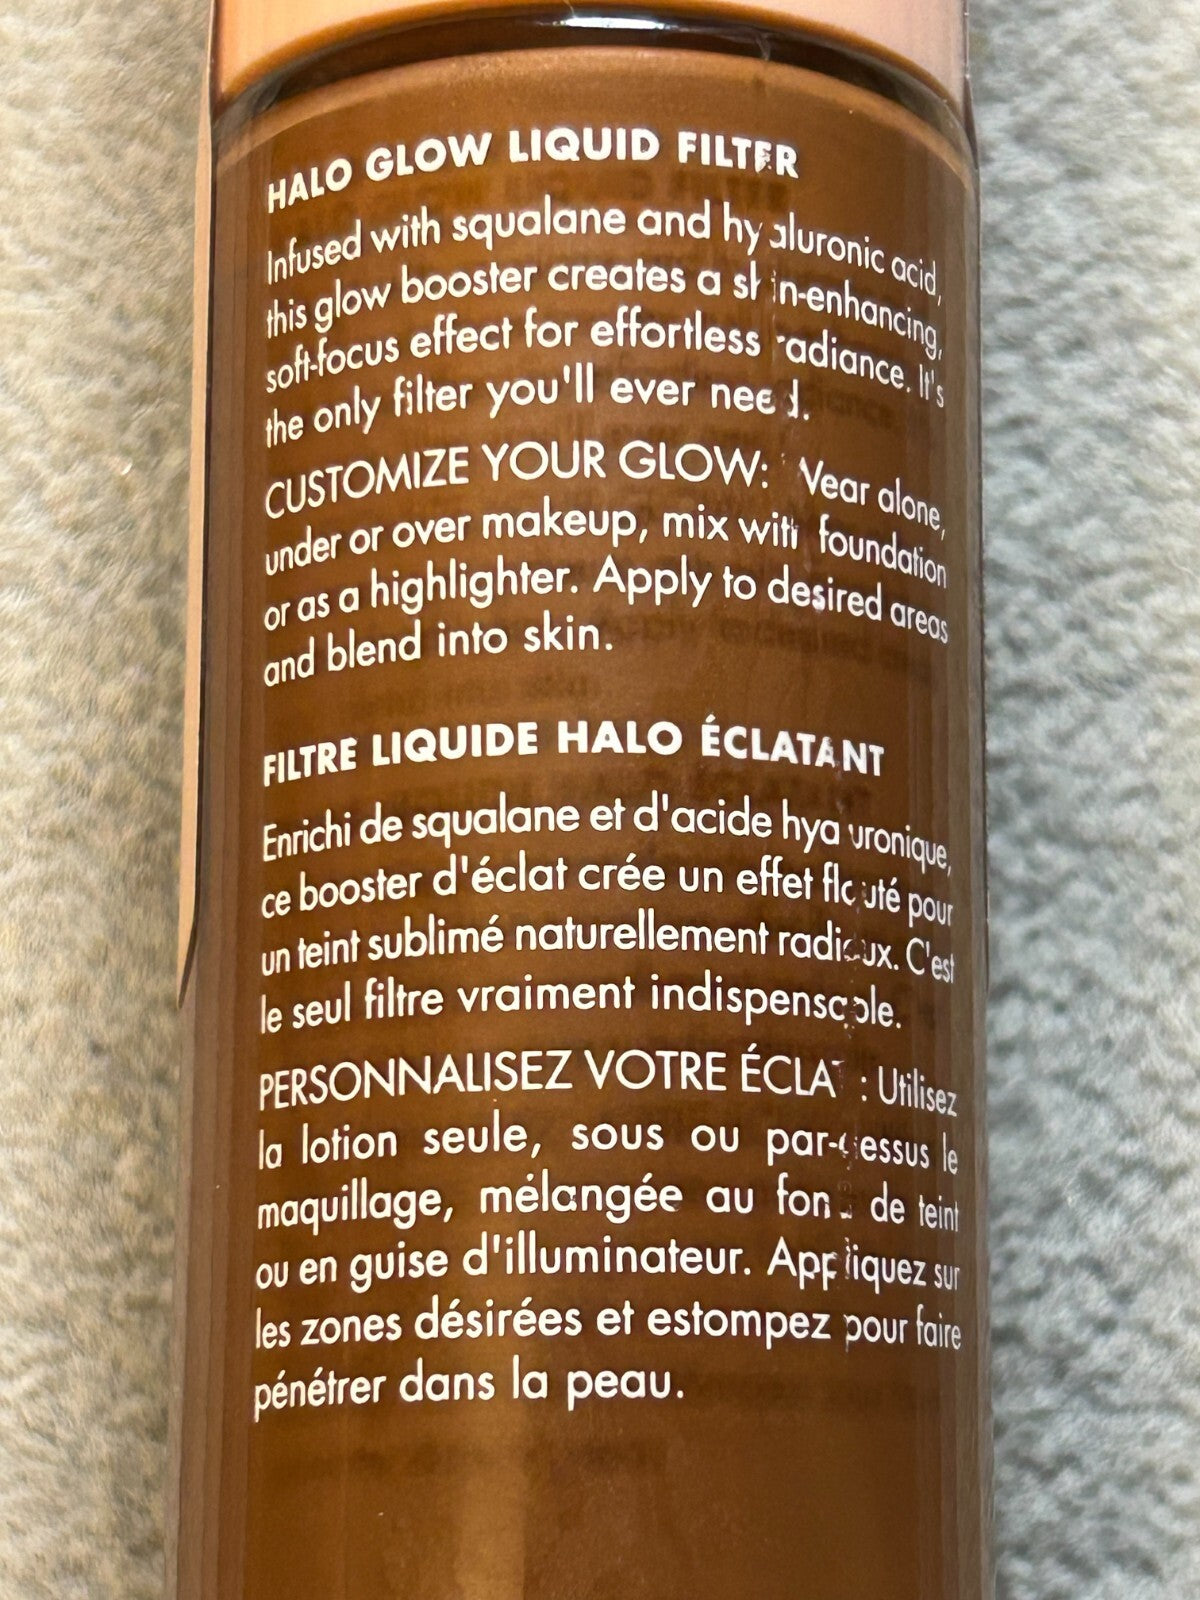 HALO GLOW LIQUID FILTER
Infused with squalane and hyaluronic acid,
this glow booster creates a skin-enhancing,
soft-focus effect for effortless radiance. It's
the only filter you'll ever need.
CUSTOMIZE YOUR GLOW: Wear alone,
under or over makeup, mix with foundation
or as a highlighter. Apply to desired areas
and blend into skin.
FILTRE LIQUIDE HALO ÉCLATANT
Enrichi de squalane et d'acide hyaluronique,
ce booster d'éclat crée un effet flouté pour
un teint sublimé naturellement radieux. C'est
le seul filtre vraiment indispensable.
PERSONNALISEZ VOTRE ÉCLAT : Utilisez
la lotion seule, sous ou par-dessus le
maquillage, mélangée au fond de teint
ou en guise d'illuminateur. Appliquez sur
les zones désirées et estompez pour faire
pénétrer dans la peau.